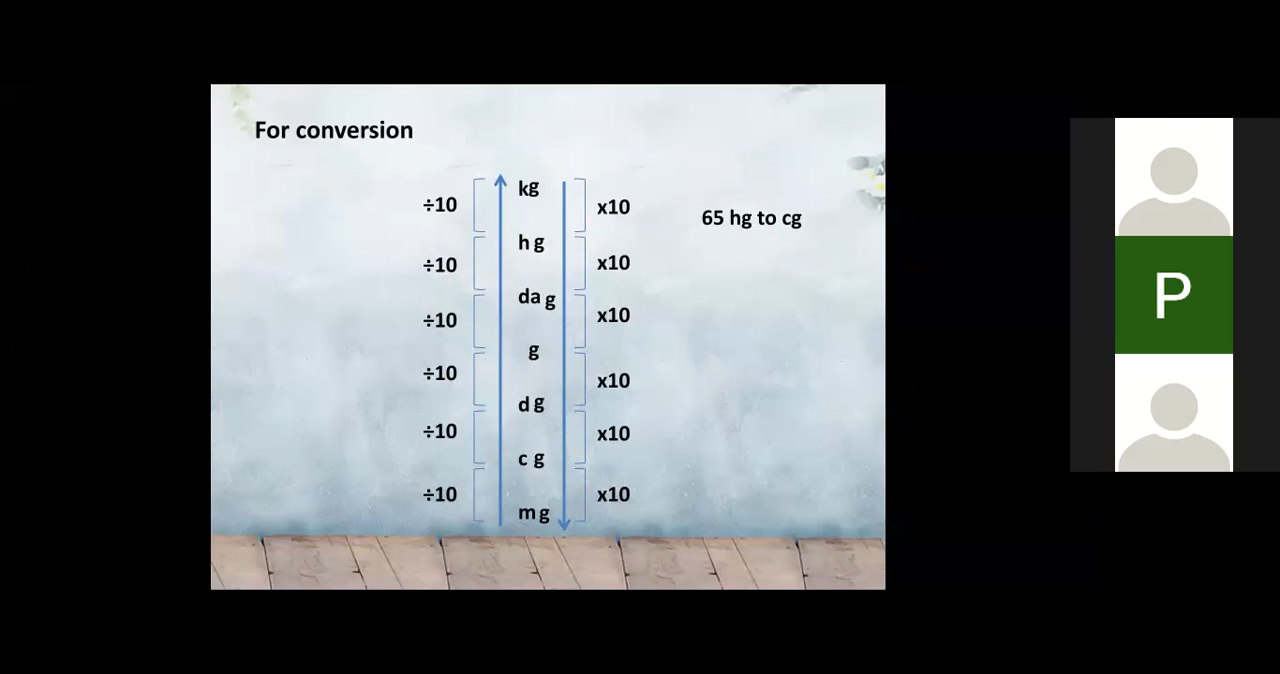 For conversion
kg
÷10
x10
65 hg to cg
h g
÷10
x10
da g
÷10
x10
g
÷10
x10
d g
÷10
x10
c g
÷10
x10
m g
P